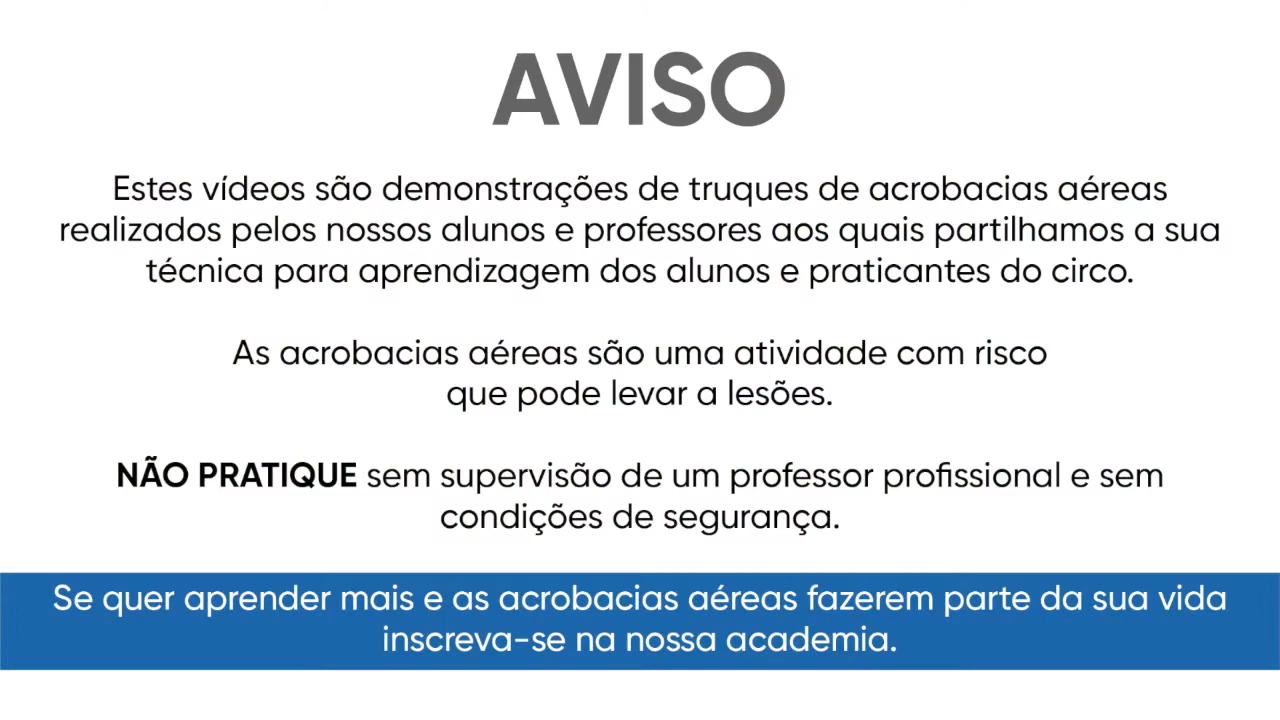 AVISO
Estes vídeos são demonstrações de truques de acrobacias aéreas
realizados pelos nossos alunos e professores aos quais partilhamos a sua
técnica para aprendizagem dos alunos e praticantes do circo.
As acrobacias aéreas são uma atividade com risco
que pode levar a lesões.
NÃO PRATIQUE sem supervisão de um professor profissional e sem
condições de segurança.
Se quer aprender mais e as acrobacias aéreas fazerem parte da sua vida
inscreva-se na nossa academia.